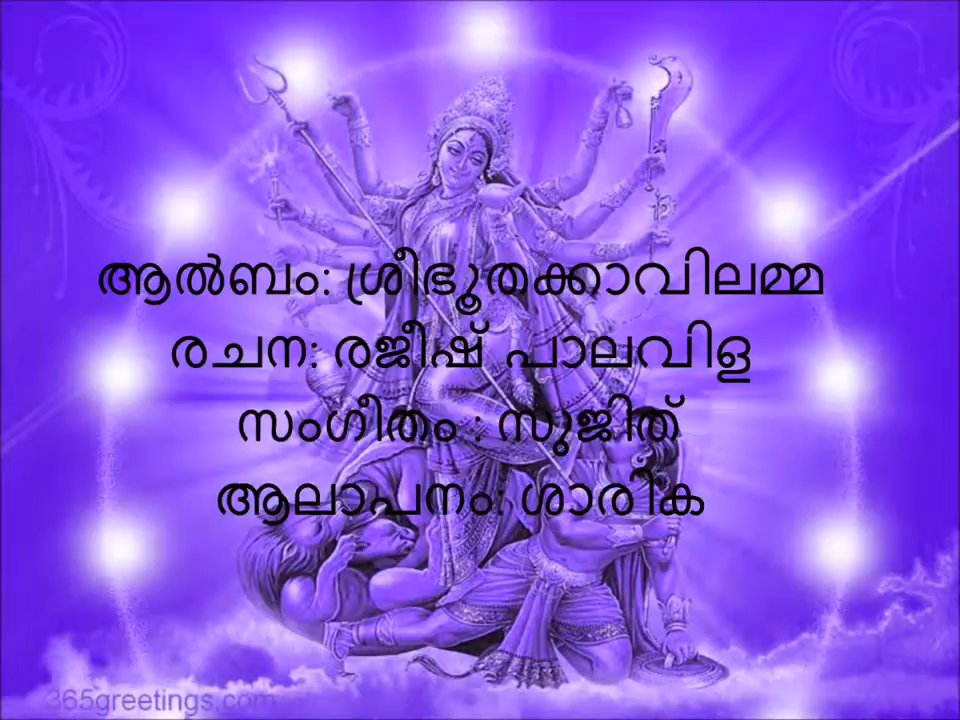 ആൽബം: ശ്രീഭൂതക്കാവിലമ്മ
രചന: രജീഷ് പാലവിള
സംഗീതം : സുജിത്
ആലാപനം: ശാരിക
365greetings.com